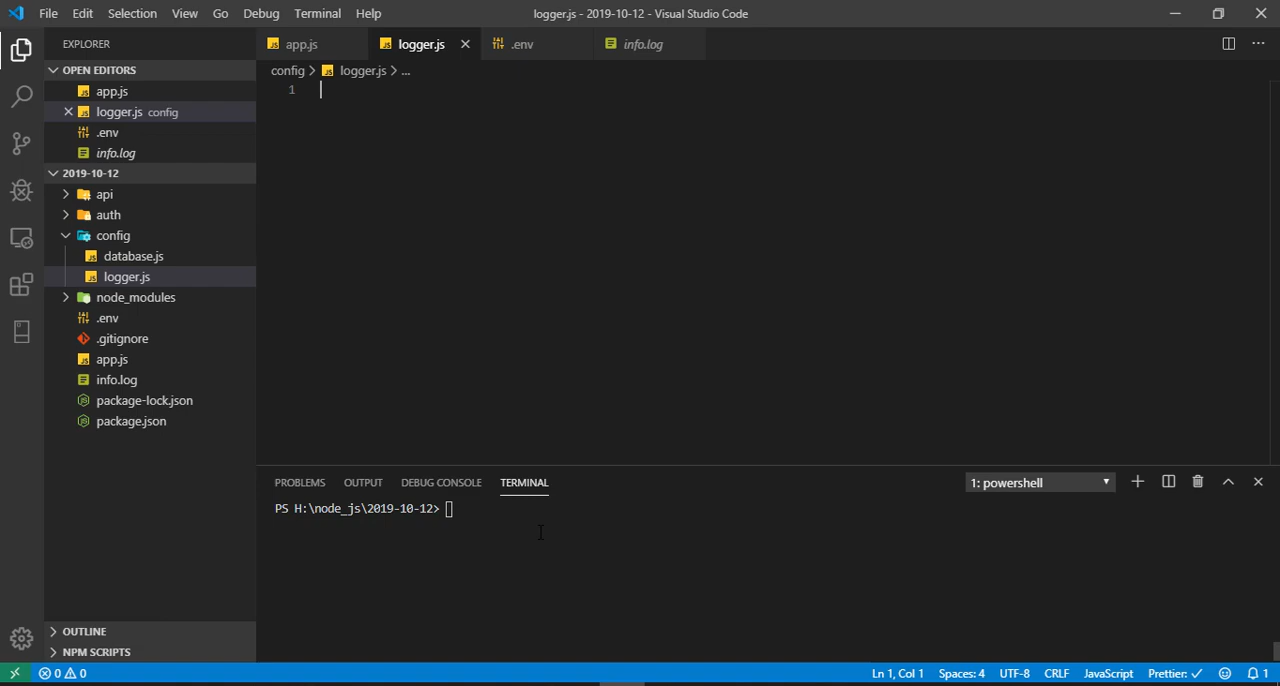 File Edit Selection View Go Debug Terminal Help
logger.js - 2019-10-12 - Visual Studio Code
EXPLORER
OPEN EDITORS
app.js
logger.js config
.env
info.log
2019-10-12
api
auth
config
database.js
logger.js
node_modules
.env
.gitignore
app.js
info.log
package-lock.json
package.json
OUTLINE
NPM SCRIPTS
app.js
logger.js
.env
info.log
config > logger.js > ...
1
PROBLEMS OUTPUT DEBUG CONSOLE TERMINAL
1: powershell
PS H:\node_js\2019-10-12>
0 0
Ln 1, Col 1 Spaces: 4 UTF-8 CRLF JavaScript Prettier: ✓ 1